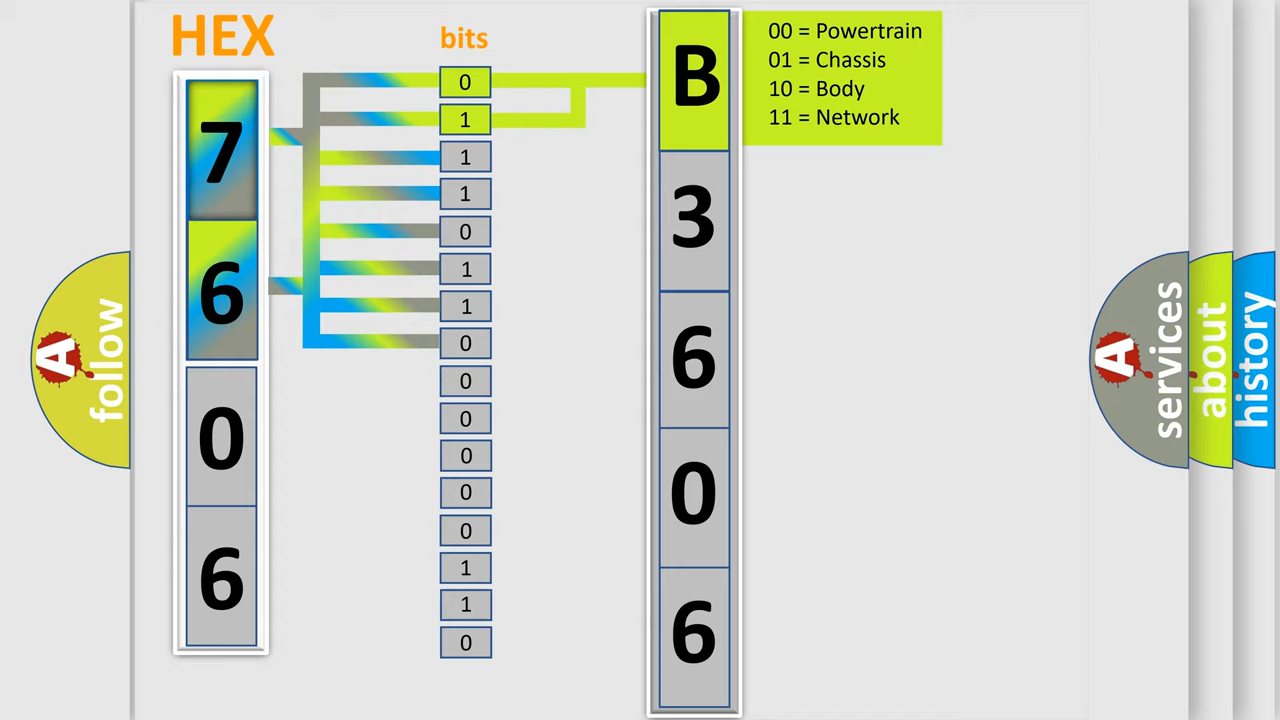 HEX
bits
7
6
0
6
0
1
1
1
0
1
1
0
0
0
0
0
0
1
1
0
B
3
6
0
6
00 = Powertrain
01 = Chassis
10 = Body
11 = Network
A
follow
A
services
about
history